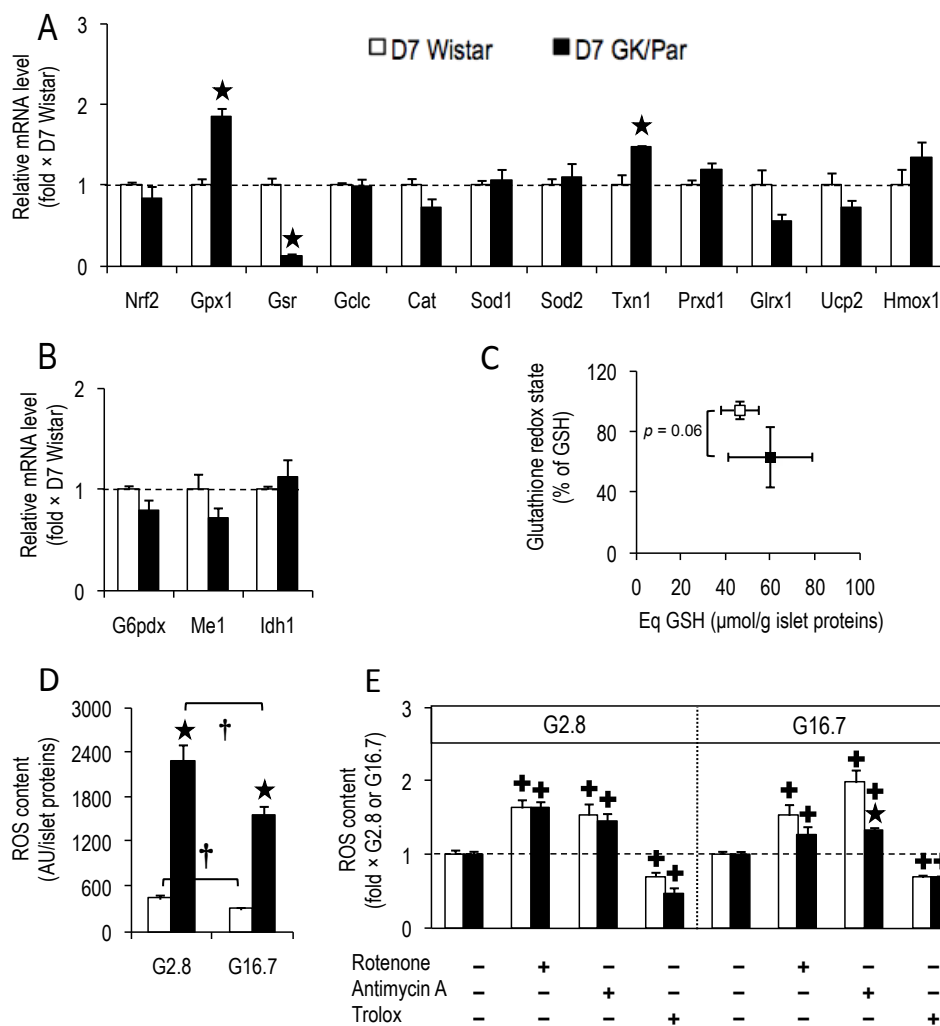 A
Relative mRNA level
(fold × D7 Wistar)
3
2
1
0
D7 Wistar
D7 GK/Par
★
★
★
Nrf2 Gpx1 Gsr Gclc Cat Sod1 Sod2 Txn1 Prxd1 Glrx1 Ucp2 Hmox1
B
Relative mRNA level
(fold × D7 Wistar)
2
1
0
G6pdx Me1 Idh1
C
Glutathione redox state
(% of GSH)
120
80
40
0
p = 0.06
0 20 40 60 80 100
Eq GSH (µmol/g islet proteins)
D
ROS content
(AU/islet proteins)
3000
2400
1800
1200
600
0
★ † ★
†
G2.8 G16.7
E
ROS content
(fold × G2.8 or G16.7)
3
2
1
0
G2.8 G16.7
+ + + + + + + + + + + ★ + +
Rotenone – + – – – + – –
Antimycin A – – + – – – + –
Trolox – – – + – – – +